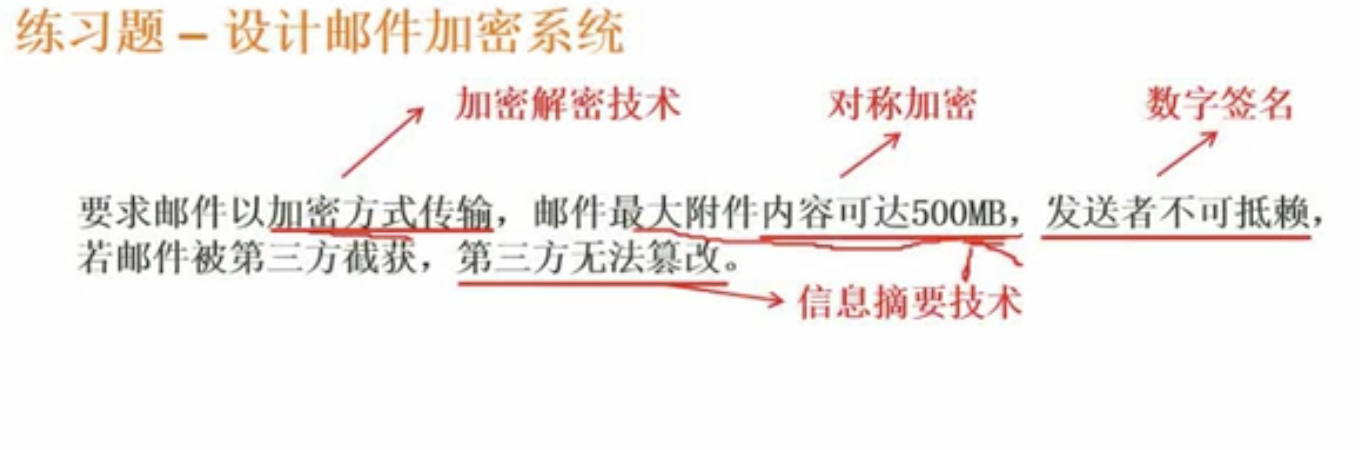 练习题 – 设计邮件加密系统
加密解密技术 对称加密 数字签名
要求邮件以加密方式传输，邮件最大附件内容可达500MB，发送者不可抵赖，
若邮件被第三方截获，第三方无法篡改。
信息摘要技术